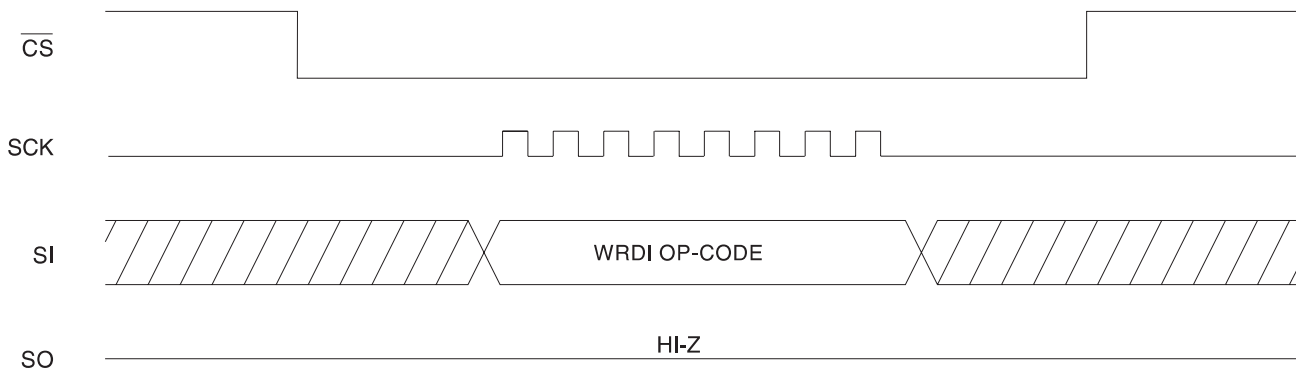 CS
SCK
SI
WRDI OP-CODE
SO
HI-Z